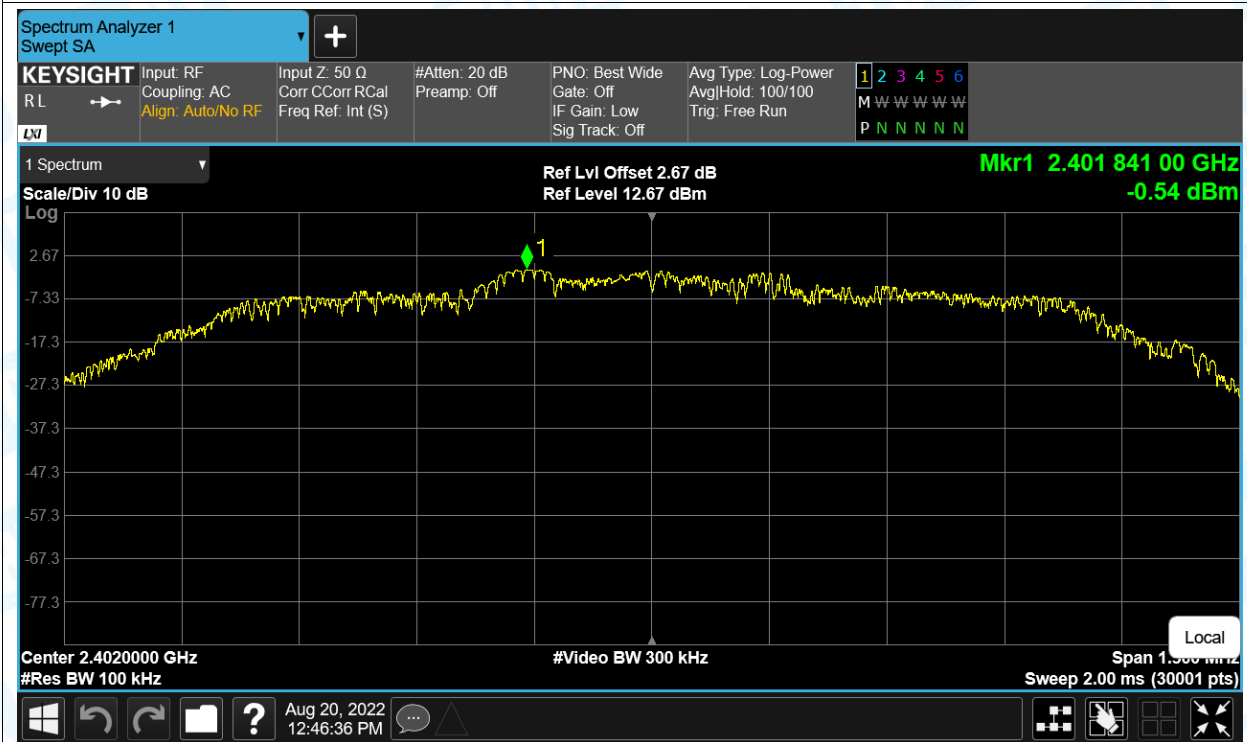 Spectrum Analyzer 1
Swept SA
KEYSIGHT
R L
LXI
Input: RF
Coupling: AC
Align: Auto/No RF
Input Z: 50 Ω
Corr CCorr RCal
Freq Ref: Int (S)
#Atten: 20 dB
Preamp: Off
PNO: Best Wide
Gate: Off
IF Gain: Low
Sig Track: Off
Avg Type: Log-Power
Avg|Hold: 100/100
Trig: Free Run
1 2 3 4 5 6
M W W W W W
P N N N N N
1 Spectrum
Scale/Div 10 dB
Log
Ref Lvl Offset 2.67 dB
Ref Level 12.67 dBm
Mkr1 2.401 841 00 GHz
-0.54 dBm
1
2.67
-7.33
-17.3
-27.3
-37.3
-47.3
-57.3
-67.3
-77.3
Local
Center 2.4020000 GHz
#Video BW 300 kHz
Span
#Res BW 100 kHz
Sweep 2.00 ms (30001 pts)
?
Aug 20, 2022
12:46:36 PM